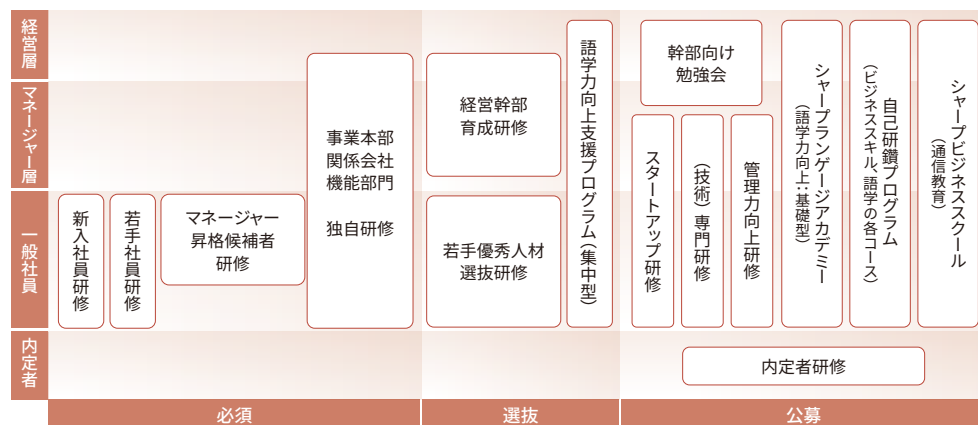 経営層
マネージャー層
一般社員
内定者
新入社員研修
若手社員研修
マネージャー
昇格候補者
研修
事業本部
関係会社
機能部門
独自研修
経営幹部
育成研修
若手優秀人材
選抜研修
語学力向上支援プログラム(集中型)
幹部向け
勉強会
スタートアップ研修
(技術)専門研修
管理力向上研修
シャープランゲージアカデミー
(語学力向上:基礎型)
自己研鑽プログラム
(ビジネススキル、語学の各コース)
シャープビジネススクール
(通信教育)
内定者研修
必須
選抜
公募